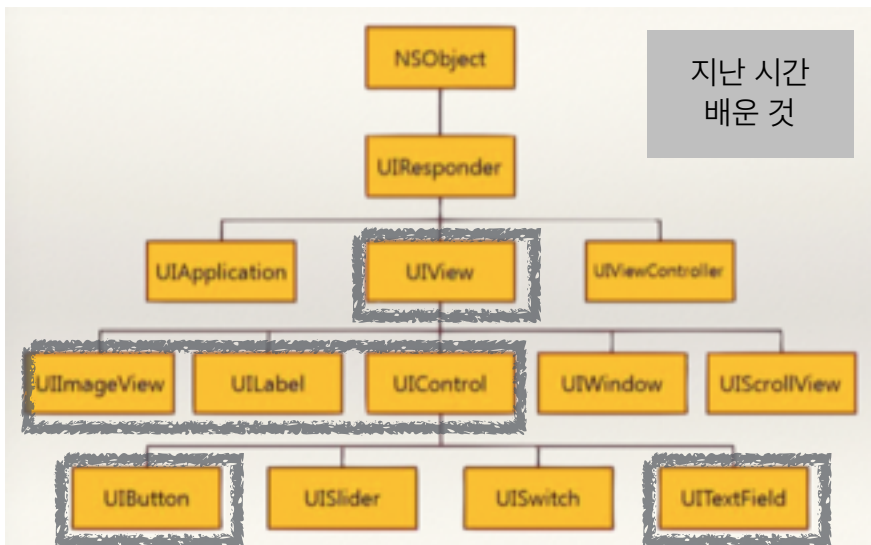 NSObject
지난 시간
배운 것
UIResponder
UIApplication
UIView
UIViewController
UIImageView
UILabel
UIControl
UIWindow
UIScrollView
UIButton
UISlider
UISwitch
UITextField